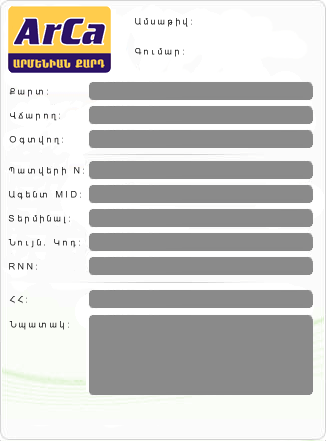 ArCa
ԱՐՄԵՆԻԱՆ ՔԱՐԴ
Ամսաթիվ:
Գումար:
Քարտ:
Վճարող:
Օգտվող:
Պատվերի N:
Ագենտ MID:
Տերմինալ:
Նույն. Կոդ:
RNN:
ՀՀ:
Նպատակ: